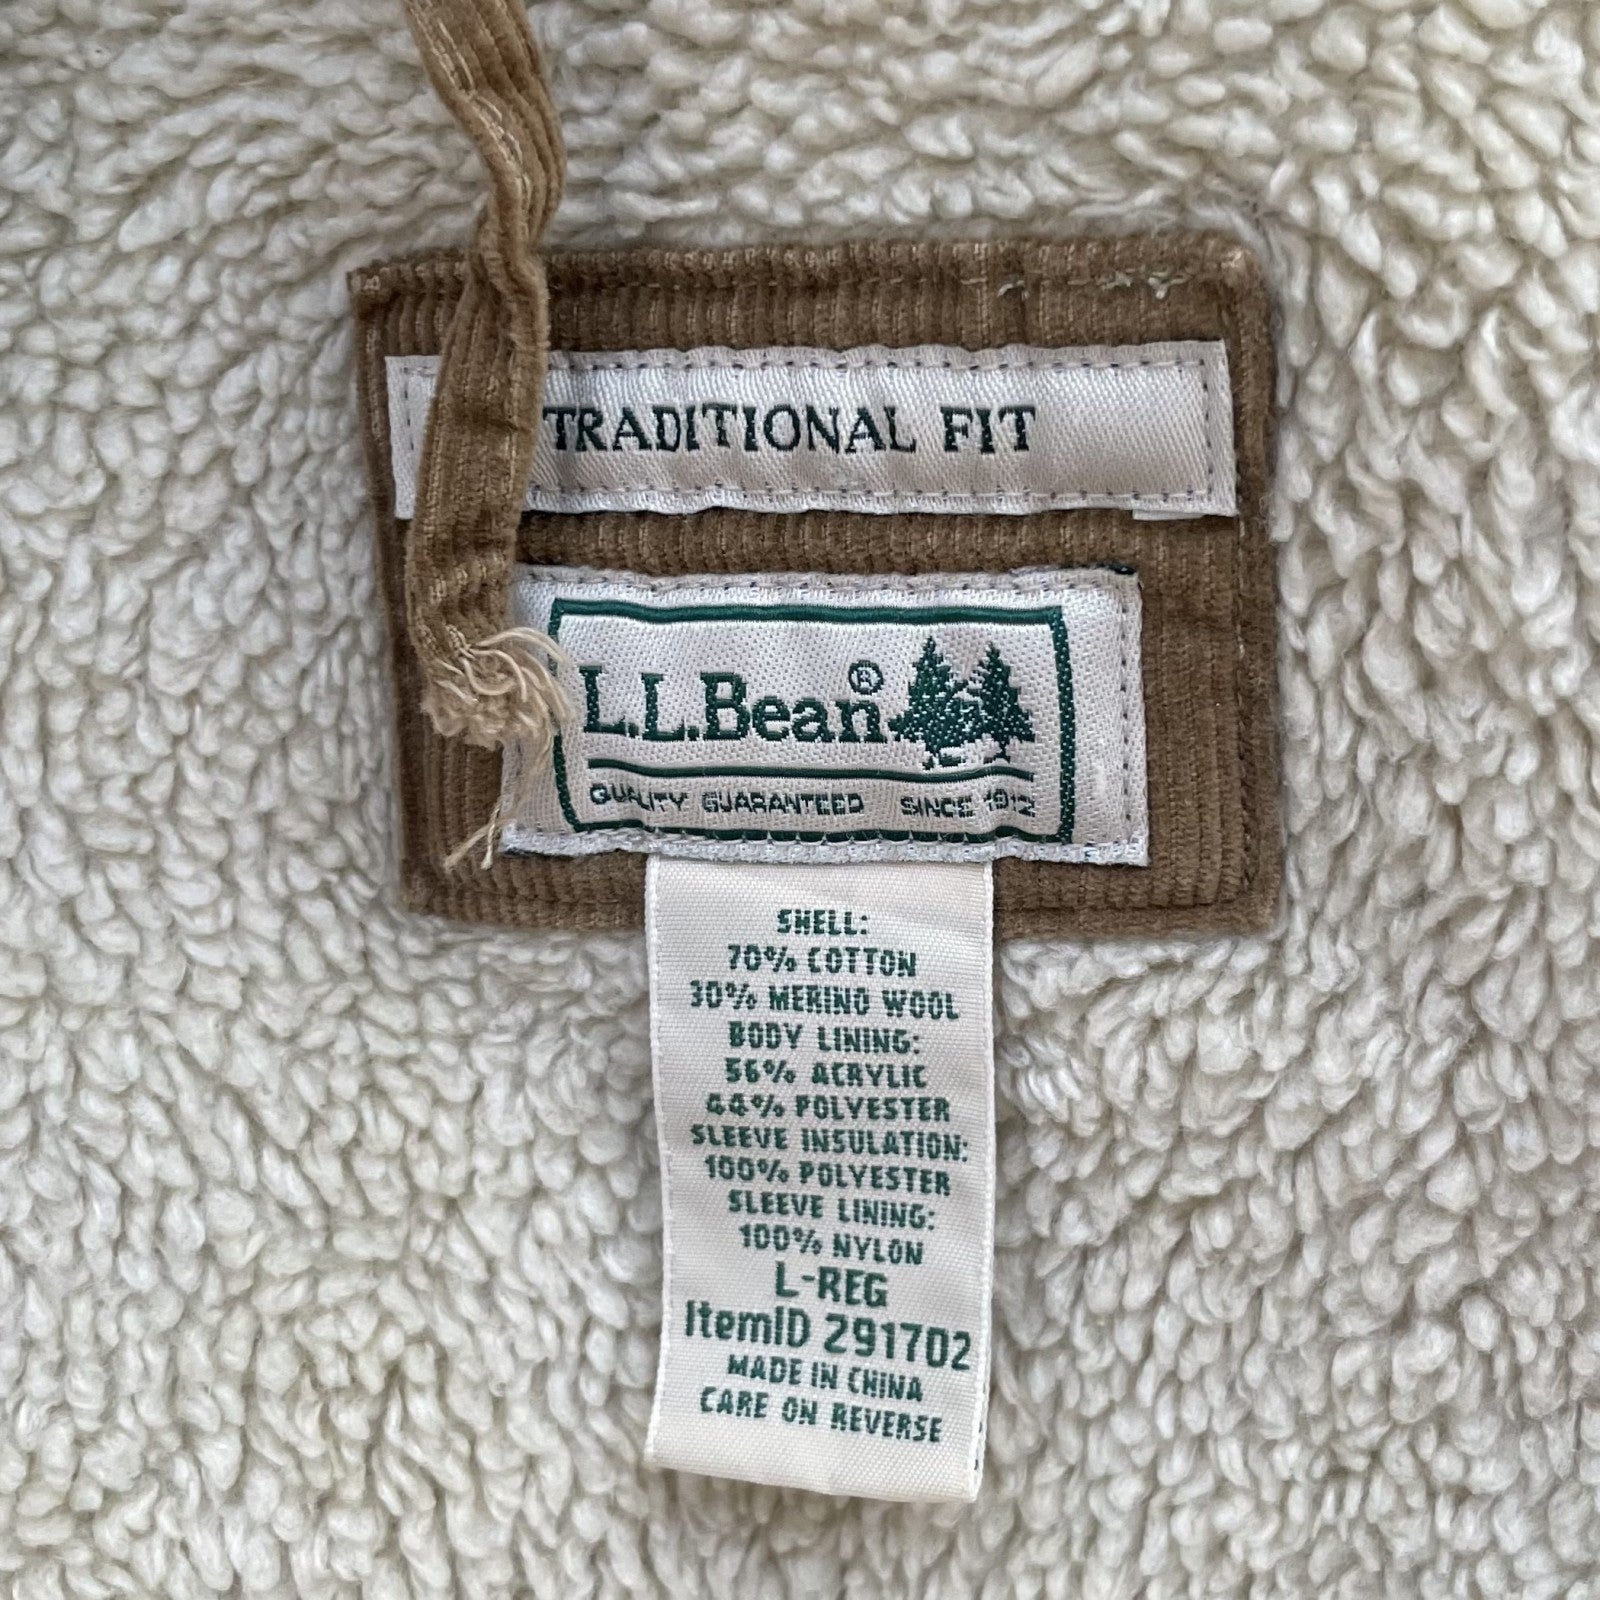 TRADITIONAL FIT
L.L.Bean®
QUALITY GUARANTEED SINCE 1912
SHELL:
70% COTTON
30% MERINO WOOL
BODY LINING:
56% ACRYLIC
44% POLYESTER
SLEEVE INSULATION:
100% POLYESTER
SLEEVE LINING:
100% NYLON
L-REG
ItemID 291702
MADE IN CHINA
CARE ON REVERSE